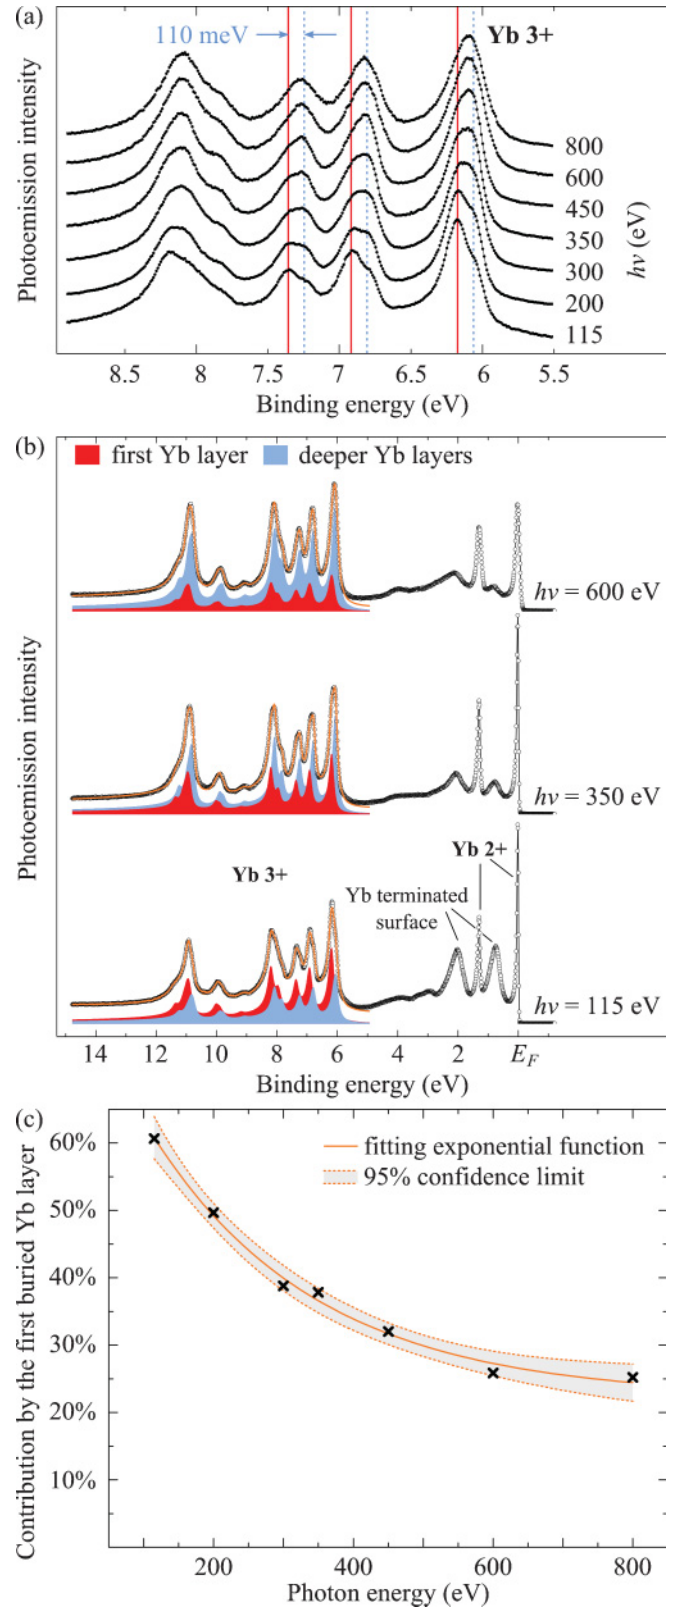 (a)
110 meV
Yb 3+
Photoemission intensity
800
600
450
350
300
200
115
hν (eV)
8.5 8 7.5 7 6.5 6 5.5
Binding energy (eV)
(b)
first Yb layer
deeper Yb layers
hν = 600 eV
hν = 350 eV
Photoemission intensity
Yb 3+
Yb 2+
Yb terminated
surface
hν = 115 eV
14 12 10 8 6 4 2 E_F
Binding energy (eV)
(c)
fitting exponential function
95% confidence limit
Contribution by the first buried Yb layer
60%
50%
40%
30%
20%
10%
200 400 600 800
Photon energy (eV)